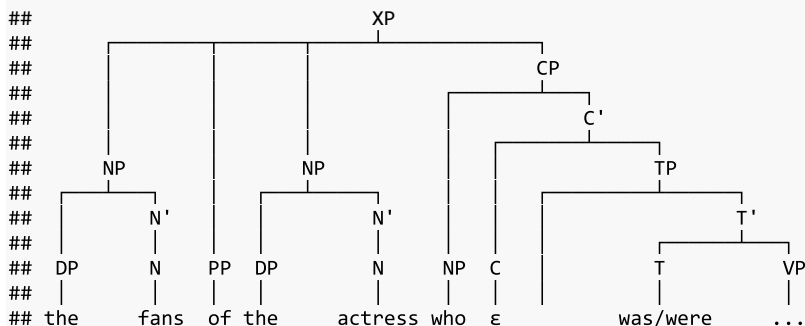 ## XP
##
## CP
##
## C'
##
## NP NP TP
##
## N' N' T'
##
## DP N PP DP N NP C T VP
##
## the fans of the actress who ε was/were ...